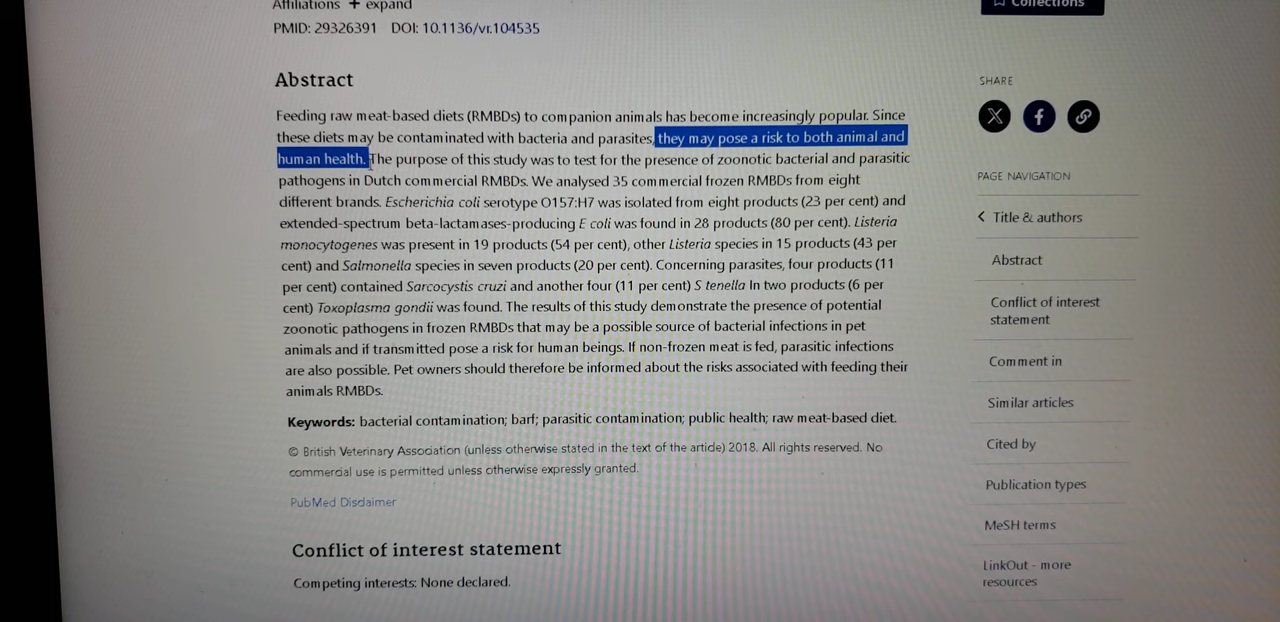 Affiliations + expand
PMID: 29326391 DOI: 10.1136/vr.104535
Collections
Abstract
Feeding raw meat-based diets (RMBDs) to companion animals has become increasingly popular. Since
these diets may be contaminated with bacteria and parasites, they may pose a risk to both animal and
human health. The purpose of this study was to test for the presence of zoonotic bacterial and parasitic
pathogens in Dutch commercial RMBDs. We analysed 35 commercial frozen RMBDs from eight
different brands. Escherichia coli serotype O157:H7 was isolated from eight products (23 per cent) and
extended-spectrum beta-lactamases-producing E coli was found in 28 products (80 per cent). Listeria
monocytogenes was present in 19 products (54 per cent), other Listeria species in 15 products (43 per
cent) and Salmonella species in seven products (20 per cent). Concerning parasites, four products (11
per cent) contained Sarcocystis cruzi and another four (11 per cent) S tenella In two products (6 per
cent) Toxoplasma gondii was found. The results of this study demonstrate the presence of potential
zoonotic pathogens in frozen RMBDs that may be a possible source of bacterial infections in pet
animals and if transmitted pose a risk for human beings. If non-frozen meat is fed, parasitic infections
are also possible. Pet owners should therefore be informed about the risks associated with feeding their
animals RMBDs.
Keywords: bacterial contamination; barf; parasitic contamination; public health; raw meat-based diet.
© British Veterinary Association (unless otherwise stated in the text of the article) 2018. All rights reserved. No
commercial use is permitted unless otherwise expressly granted.
PubMed Disclaimer
Conflict of interest statement
Competing interests: None declared.
SHARE
PAGE NAVIGATION
Title & authors
Abstract
Conflict of interest
statement
Comment in
Similar articles
Cited by
Publication types
MeSH terms
LinkOut - more
resources